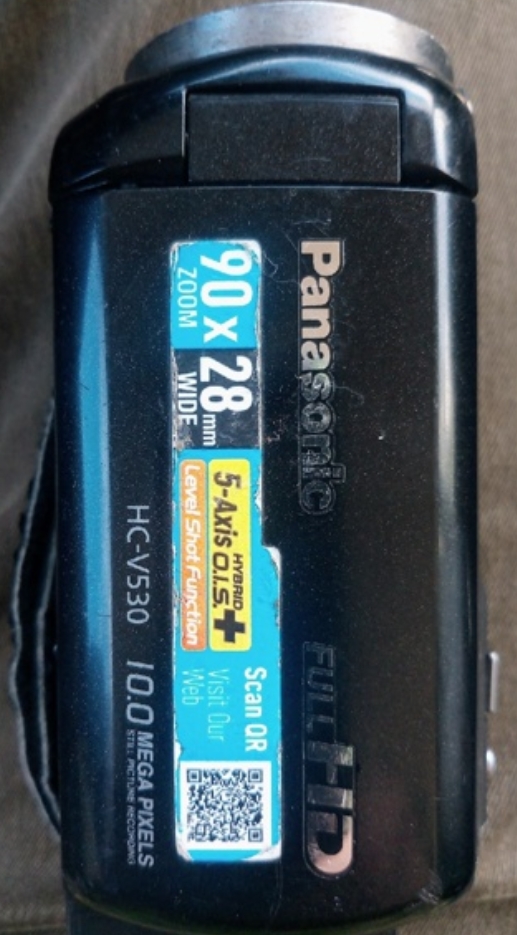 Panasonic
FULL HD
90x
ZOOM
28mm
WIDE
5-Axis HYBRID O.I.S.+
Level Shot Function
Scan QR
Visit Our
Web
HC-V530
10.0 MEGA PIXELS
STILL PICTURE RECORDING